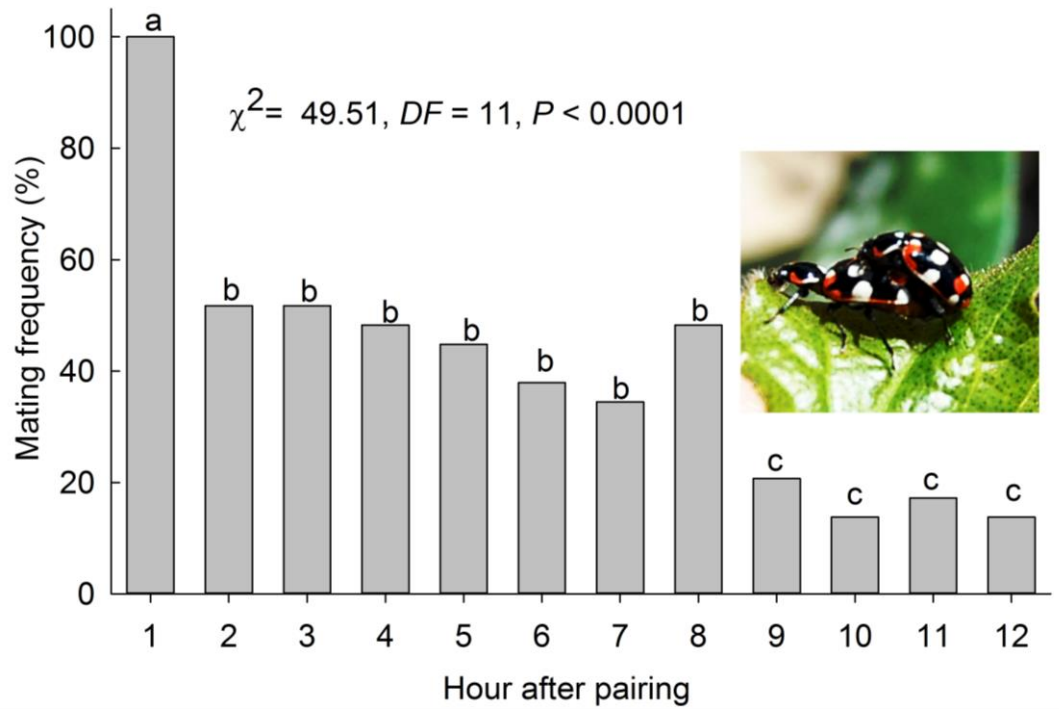 a
100
χ2= 49.51, DF = 11, P < 0.0001
80
60
b b b b b b b
40
c c c c
20
0
1 2 3 4 5 6 7 8 9 10 11 12
Mating frequency (%)
Hour after pairing